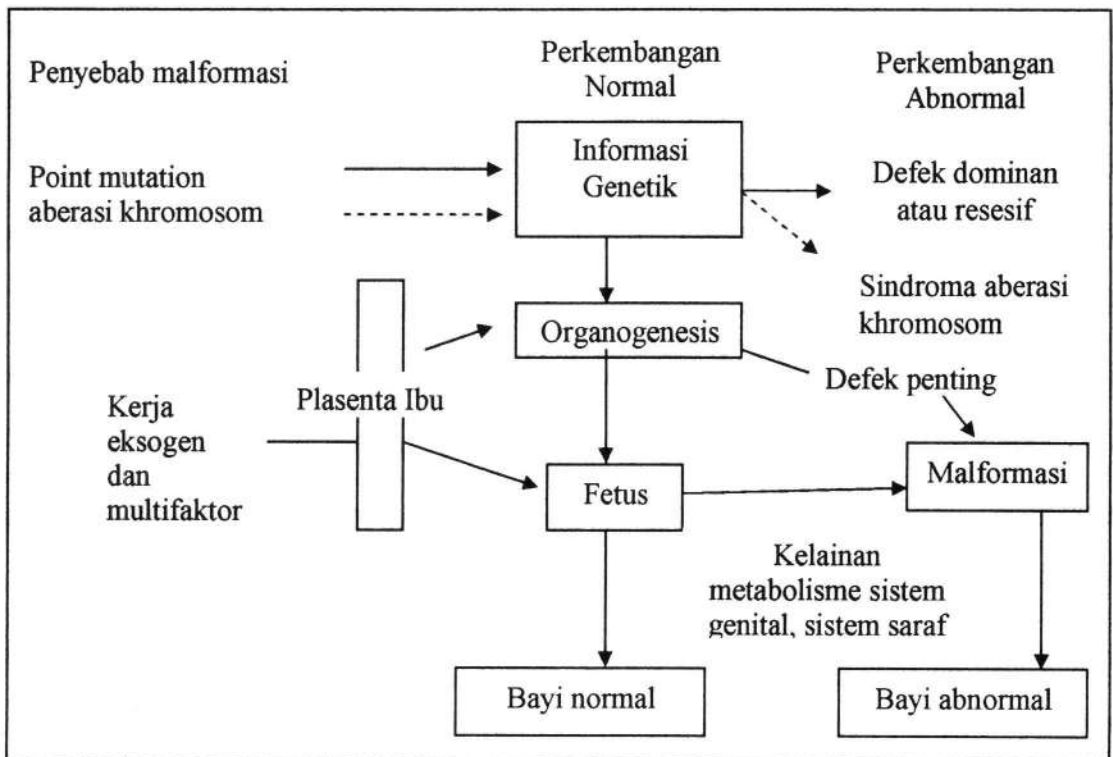 Penyebab malformasi
Perkembangan
Normal
Perkembangan
Abnormal
Point mutation
aberasi khromosom
Informasi
Genetik
Defek dominan
atau resesif
Sindroma aberasi
khromosom
Organogenesis
Defek penting
Plasenta Ibu
Kerja
eksogen
dan
multifaktor
Fetus
Malformasi
Kelainan
metabolisme sistem
genital, sistem saraf
Bayi normal
Bayi abnormal